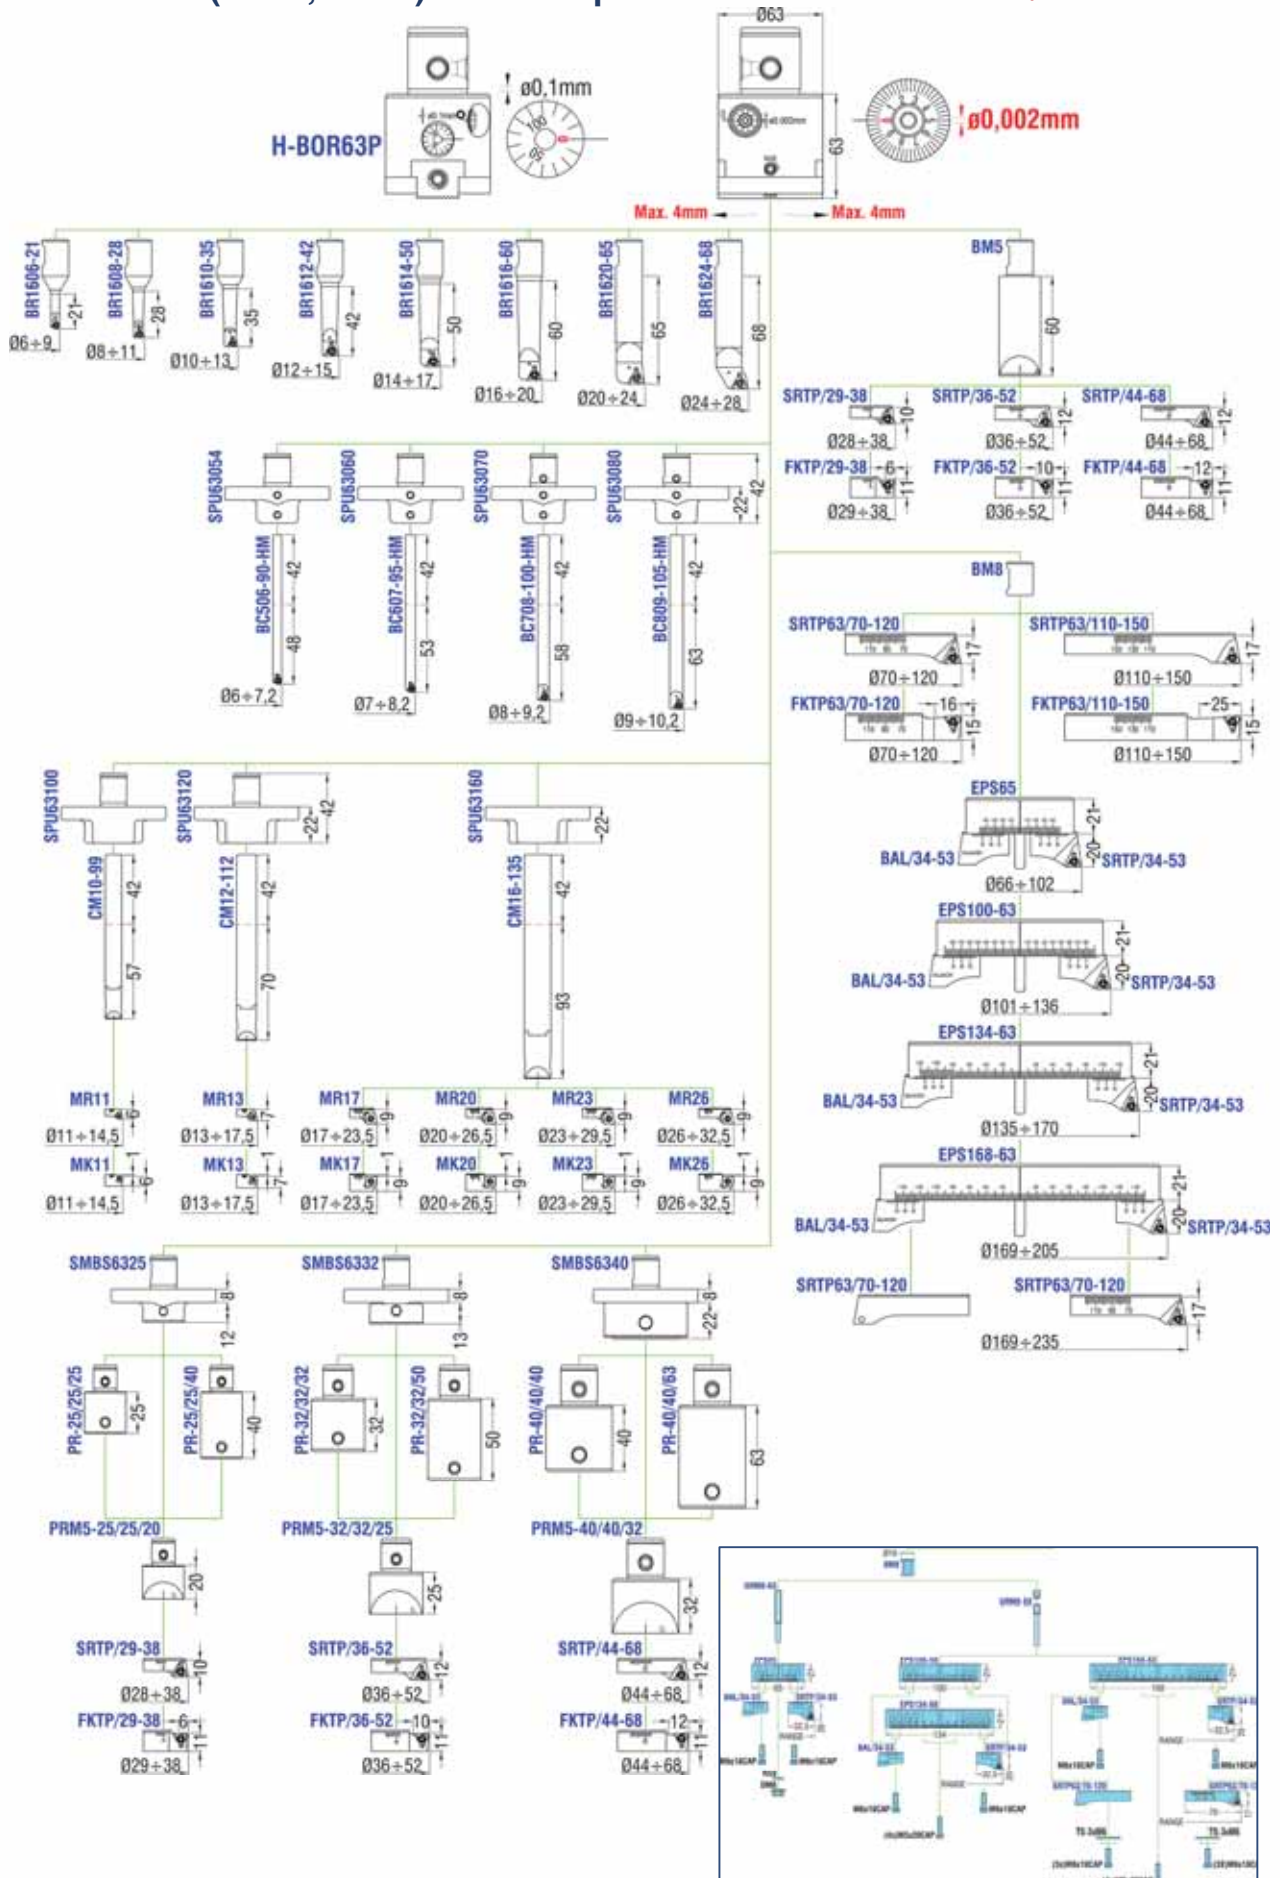 Ø63
ø0,1mm
H-BOR63P
100
50
0
ø0,002mm
63
Max. 4mm
Max. 4mm
BR1606-21
BR1608-28
BR1610-35
BR1612-42
BR1614-50
BR1616-60
BR1620-65
BR1624-68
BM5
21
28
35
42
50
60
65
68
60
Ø6÷9
Ø8÷11
Ø10÷13
Ø12÷15
Ø14÷17
Ø16÷20
Ø20÷24
Ø24÷28
SRTP/29-38
SRTP/36-52
SRTP/44-68
10
12
12
Ø28÷38
Ø36÷52
Ø44÷68
FKTP/29-38
6
FKTP/36-52
10
FKTP/44-68
12
11
11
11
Ø29÷38
Ø36÷52
Ø44÷68
SPU63054
SPU63060
SPU63070
SPU63080
22
42
BC506-90-HM
BC607-95-HM
BC708-100-HM
BC809-105-HM
42
42
42
42
48
53
58
63
Ø6÷7,2
Ø7÷8,2
Ø8÷9,2
Ø9÷10,2
BM8
SRTP63/70-120
SRTP63/110-150
17
17
Ø70÷120
Ø110÷150
FKTP63/70-120
16
FKTP63/110-150
25
15
15
Ø70÷120
Ø110÷150
SPU63100
SPU63120
SPU63160
22
42
22
CM10-99
CM12-112
CM16-135
42
42
42
57
70
93
EPS65
21
BAL/34-53
20
SRTP/34-53
Ø66÷102
EPS100-63
21
BAL/34-53
20
SRTP/34-53
Ø101÷136
EPS134-63
21
BAL/34-53
20
SRTP/34-53
Ø135÷170
EPS168-63
21
BAL/34-53
20
SRTP/34-53
Ø169÷205
SRTP63/70-120
SRTP63/70-120
17
Ø169÷235
MR11
MR13
MR17
MR20
MR23
MR26
6
7
9
9
9
9
Ø11÷14,5
Ø13÷17,5
Ø17÷23,5
Ø20÷26,5
Ø23÷29,5
Ø26÷32,5
MK11
MK13
MK17
MK20
MK23
MK26
1
1
1
1
1
1
6
7
9
9
9
9
Ø11÷14,5
Ø13÷17,5
Ø17÷23,5
Ø20÷26,5
Ø23÷29,5
Ø26÷32,5
SMBS6325
SMBS6332
SMBS6340
8
8
8
12
13
22
PR-25/25/25
PR-25/25/40
PR-32/32/32
PR-32/32/50
PR-40/40/40
PR-40/40/63
25
40
32
50
40
63
PRM5-25/25/20
PRM5-32/32/25
PRM5-40/40/32
20
25
32
SRTP/29-38
SRTP/36-52
SRTP/44-68
10
12
12
Ø28÷38
Ø36÷52
Ø44÷68
FKTP/29-38
6
FKTP/36-52
10
FKTP/44-68
12
11
11
11
Ø29÷38
Ø36÷52
Ø44÷68
BAL/34-53
SRTP/34-53
RANGE
RANGE
RANGE
RANGE